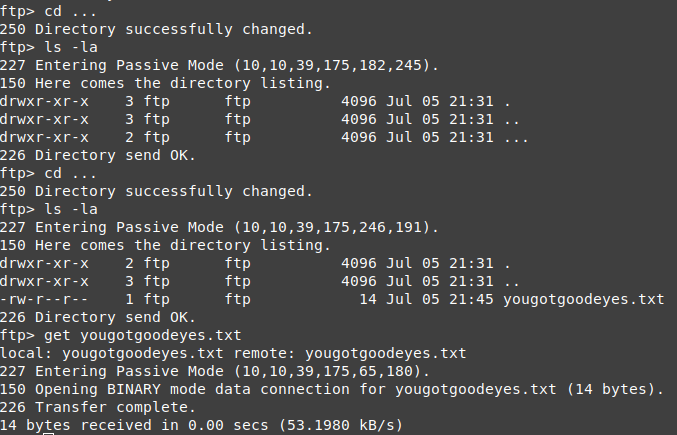 ftp> cd ...
250 Directory successfully changed.
ftp> ls -la
227 Entering Passive Mode (10,10,39,175,182,245).
150 Here comes the directory listing.
drwxr-xr-x    3 ftp      ftp          4096 Jul 05 21:31 .
drwxr-xr-x    3 ftp      ftp          4096 Jul 05 21:31 ..
drwxr-xr-x    2 ftp      ftp          4096 Jul 05 21:31 ...
226 Directory send OK.
ftp> cd ...
250 Directory successfully changed.
ftp> ls -la
227 Entering Passive Mode (10,10,39,175,246,191).
150 Here comes the directory listing.
drwxr-xr-x    2 ftp      ftp          4096 Jul 05 21:31 .
drwxr-xr-x    3 ftp      ftp          4096 Jul 05 21:31 ..
-rw-r--r--    1 ftp      ftp            14 Jul 05 21:45 yougotgoodeyes.txt
226 Directory send OK.
ftp> get yougotgoodeyes.txt
local: yougotgoodeyes.txt remote: yougotgoodeyes.txt
227 Entering Passive Mode (10,10,39,175,65,180).
150 Opening BINARY mode data connection for yougotgoodeyes.txt (14 bytes).
226 Transfer complete.
14 bytes received in 0.00 secs (53.1980 kB/s)